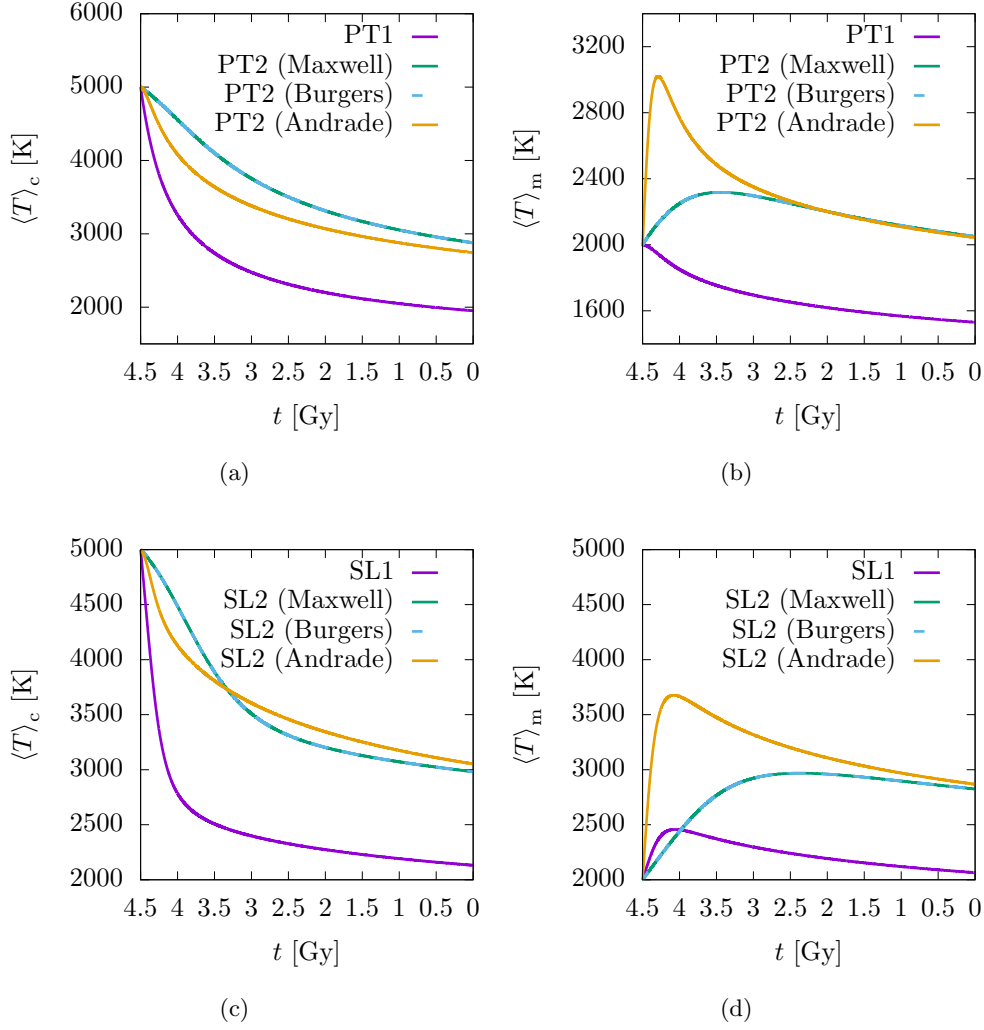 6000
5000
4000
3000
2000
⟨T⟩c [K]
PT1
PT2 (Maxwell)
PT2 (Burgers)
PT2 (Andrade)
4.5 4 3.5 3 2.5 2 1.5 1 0.5 0
t [Gy]
(a)
3200
2800
2400
2000
1600
⟨T⟩m [K]
PT1
PT2 (Maxwell)
PT2 (Burgers)
PT2 (Andrade)
4.5 4 3.5 3 2.5 2 1.5 1 0.5 0
t [Gy]
(b)
5000
4500
4000
3500
3000
2500
2000
⟨T⟩c [K]
SL1
SL2 (Maxwell)
SL2 (Burgers)
SL2 (Andrade)
4.5 4 3.5 3 2.5 2 1.5 1 0.5 0
t [Gy]
(c)
5000
4000
3000
2000
⟨T⟩m [K]
SL1
SL2 (Maxwell)
SL2 (Burgers)
SL2 (Andrade)
4.5 4 3.5 3 2.5 2 1.5 1 0.5 0
t [Gy]
(d)